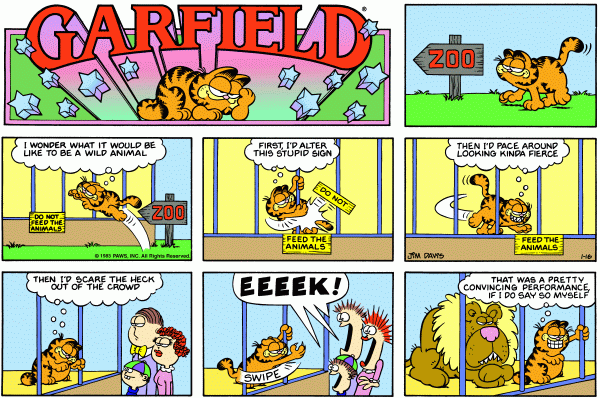 GARFIELD
®
ZOO
I WONDER WHAT IT WOULD BE
LIKE TO BE A WILD ANIMAL
DO NOT
FEED THE
ANIMALS
ZOO
© 1983 PAWS, INC. All Rights Reserved.
FIRST, I'D ALTER
THIS STUPID SIGN
DO NOT
FEED THE
ANIMALS
THEN I'D PACE AROUND
LOOKING KINDA FIERCE
FEED THE
ANIMALS
JIM DAVIS
1-16
THEN I'D SCARE THE HECK
OUT OF THE CROWD
EEEEK!
SWIPE
THAT WAS A PRETTY
CONVINCING PERFORMANCE,
IF I DO SAY SO MYSELF